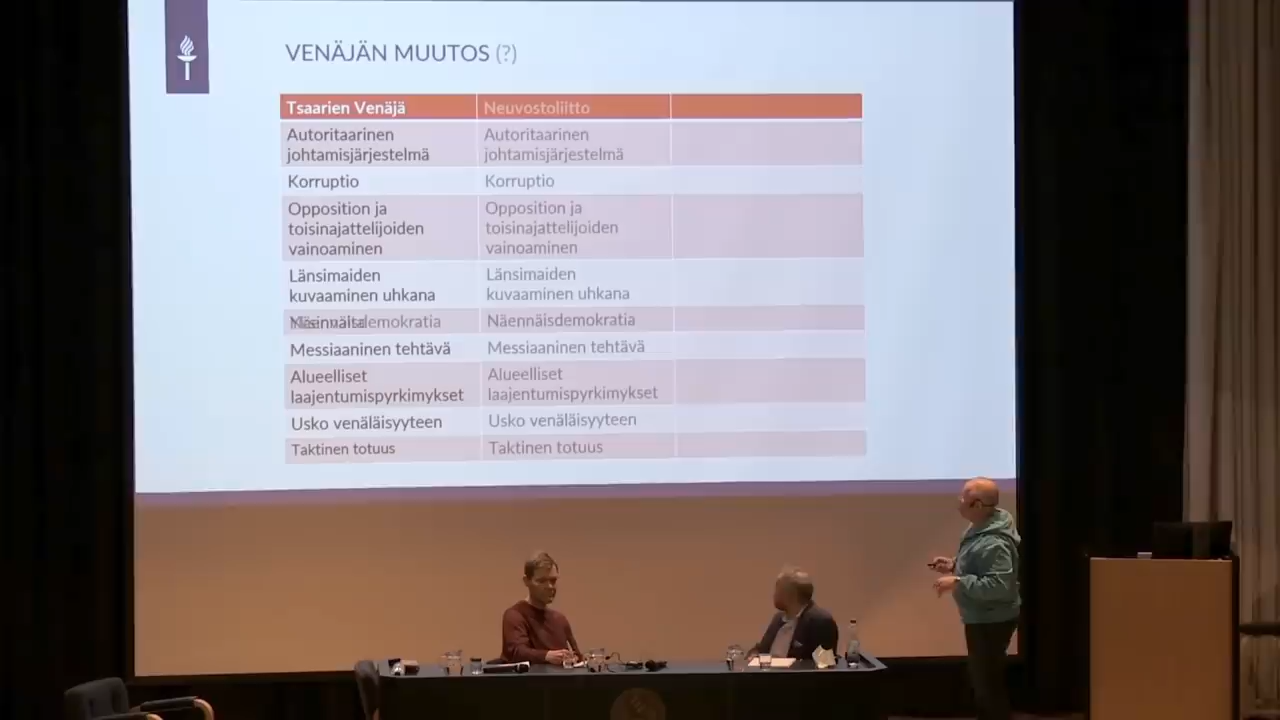 VENÄJÄN MUUTOS (?)
Tsaarien Venäjä Neuvostoliitto
Autoritaarinen johtamisjärjestelmä Autoritaarinen johtamisjärjestelmä
Korruptio Korruptio
Opposition ja toisinajattelijoiden vainoaminen Opposition ja toisinajattelijoiden vainoaminen
Länsimaiden kuvaaminen uhkana Länsimaiden kuvaaminen uhkana
Näennäisdemokratia Näennäisdemokratia
Messiaaninen tehtävä Messiaaninen tehtävä
Alueelliset laajentumispyrkimykset Alueelliset laajentumispyrkimykset
Usko venäläisyyteen Usko venäläisyyteen
Taktinen totuus Taktinen totuus